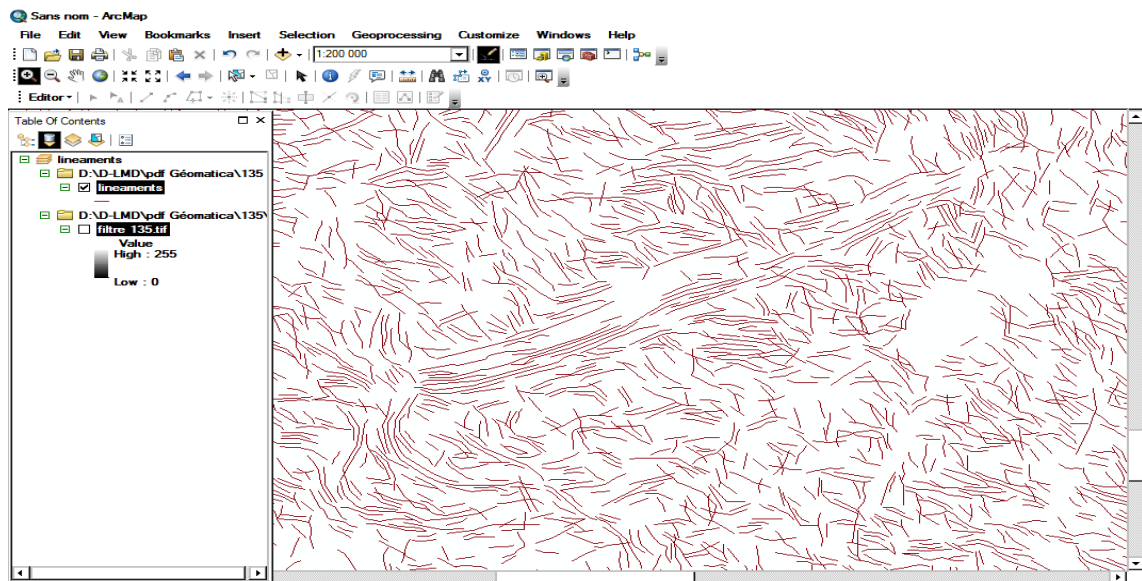 Sans nom - ArcMap
File Edit View Bookmarks Insert Selection Geoprocessing Customize Windows Help
1:200 000
Editor
Table Of Contents
lineaments
D:\D-LMD\pdf Géomatica\135
lineaments
D:\D-LMD\pdf Géomatica\135\
filtre 135.tif
Value
High : 255
Low : 0